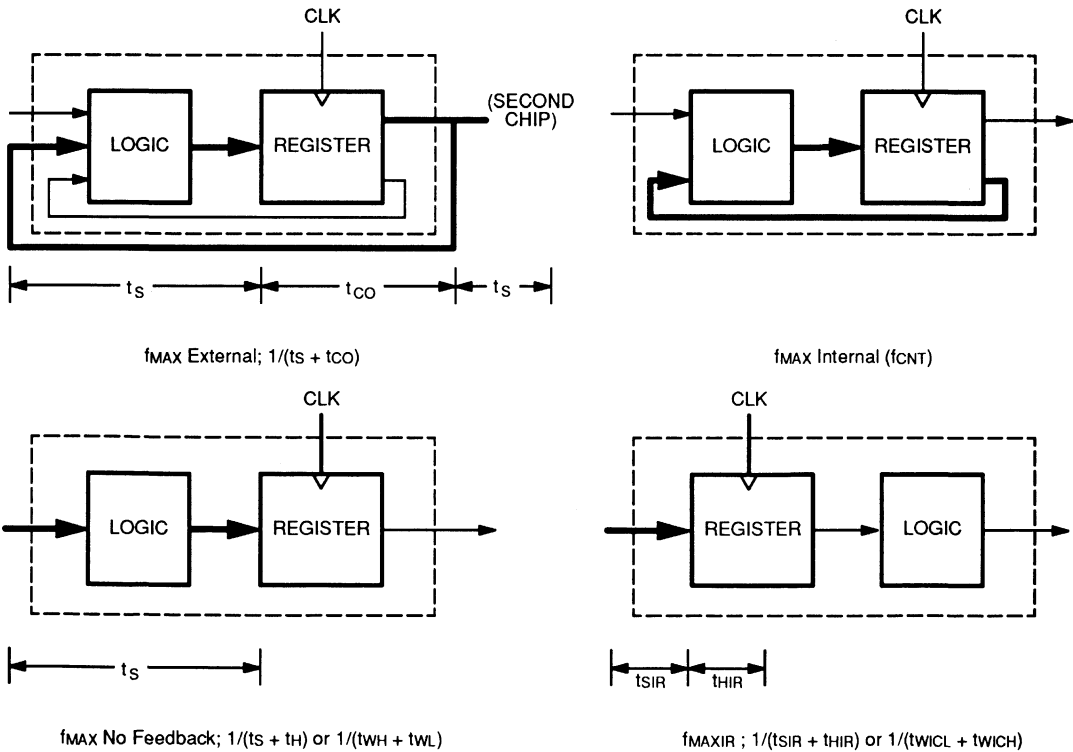 CLK
(SECOND
CHIP)
LOGIC
REGISTER
tS
tCO
tS
fMAX External; 1/(tS + tCO)
CLK
LOGIC
REGISTER
fMAX Internal (fCNT)
CLK
LOGIC
REGISTER
tS
fMAX No Feedback; 1/(tS + tH) or 1/(tWH + tWL)
CLK
REGISTER
LOGIC
tSIR
tHIR
fMAXIR ; 1/(tSIR + tHIR) or 1/(tWICL + tWICH)